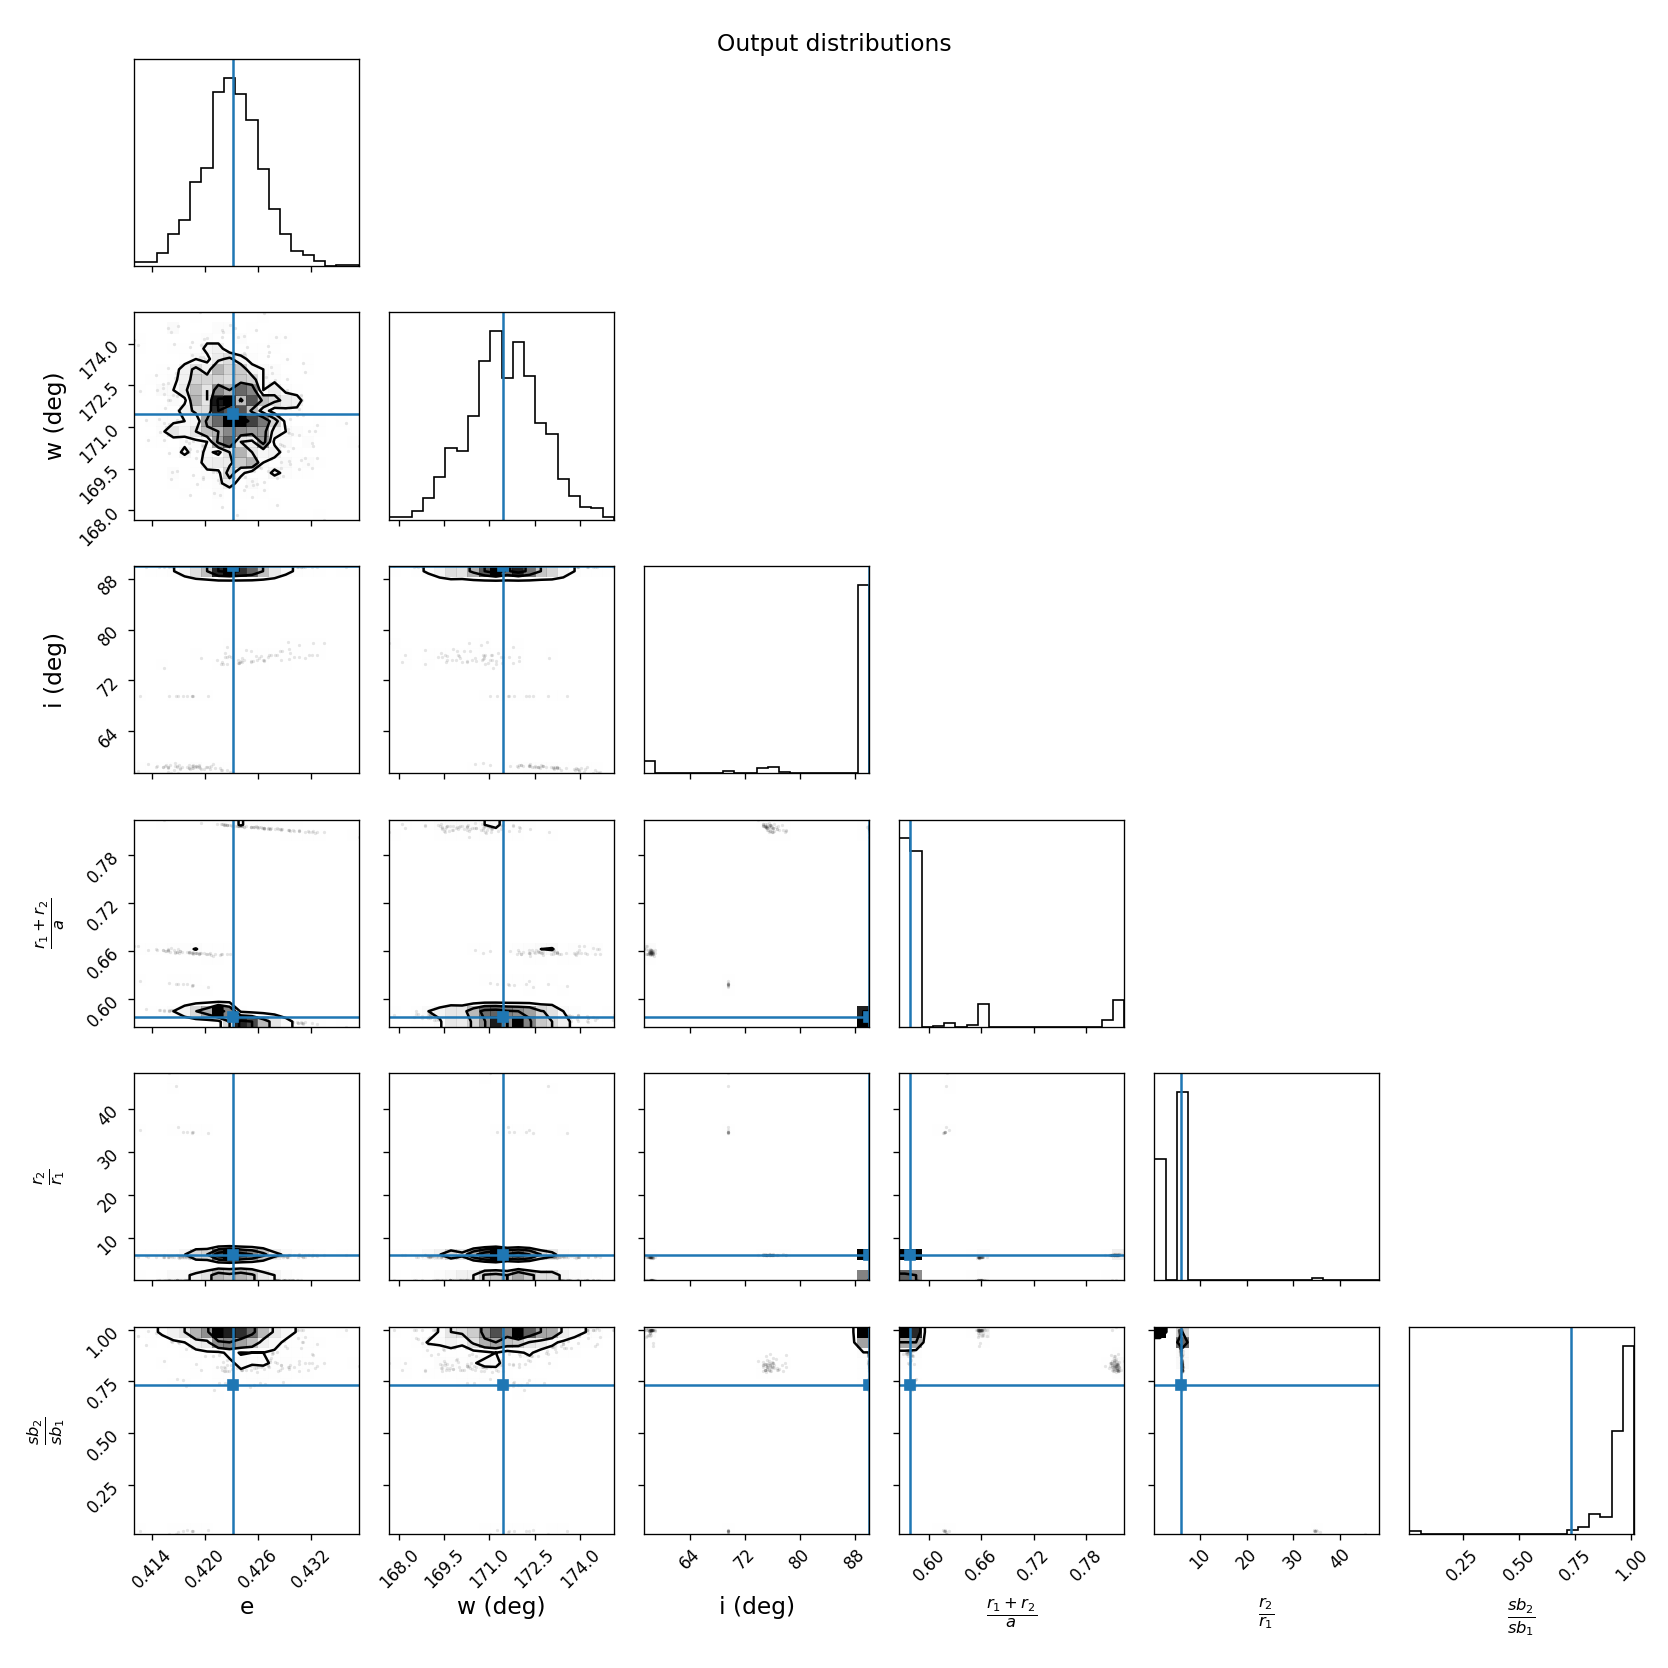 Output distributions
w (deg)
174.0
172.5
171.0
169.5
168.0
i (deg)
88
80
72
64
r₁ + r₂
a
0.78
0.72
0.66
0.60
r₂
r₁
40
30
20
10
sb₂
sb₁
1.00
0.75
0.50
0.25
0.414 0.420 0.426 0.432 168.0 169.5 171.0 172.5 174.0 64 72 80 88 0.60 0.66 0.72 0.78 10 20 30 40 0.25 0.50 0.75 1.00
e w (deg) i (deg) r₁ + r₂ r₂ sb₂
a r₁ sb₁